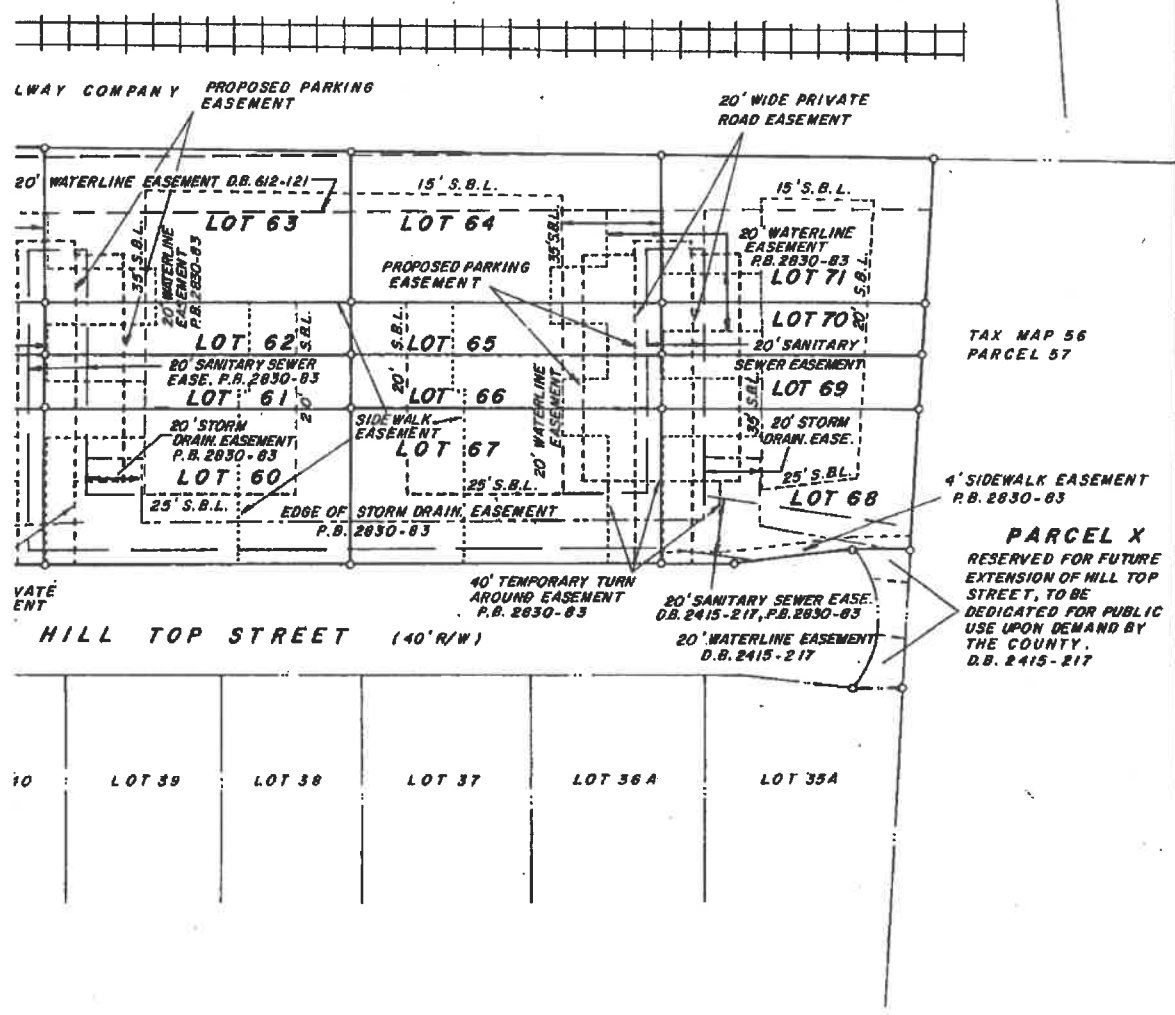 LWAY COMPANY
PROPOSED PARKING
EASEMENT
20' WIDE PRIVATE
ROAD EASEMENT
20' WATERLINE EASEMENT D.B. 612-121
15' S.B.L.
15' S.B.L.
LOT 63
LOT 64
35' S.B.L.
20' WATERLINE
EASEMENT
P.B. 2830-83
35' S.B.L.
20' WATERLINE
EASEMENT
P.B. 2830-83
LOT 71
20' S.B.L.
PROPOSED PARKING
EASEMENT
LOT 62
20' S.B.L.
20' S.B.L.
LOT 65
LOT 70
20' SANITARY
SEWER EASEMENT
TAX MAP 56
PARCEL 57
20' SANITARY SEWER
EASE. P.B. 2830-83
LOT 61
LOT 66
LOT 69
20' WATERLINE
EASEMENT
35' S.B.L.
20' STORM
DRAIN. EASEMENT
P.B. 2830-83
SIDEWALK
EASEMENT
LOT 67
20' STORM
DRAIN. EASE.
LOT 60
25' S.B.L.
25' S.B.L.
25' S.B.L.
LOT 68
4' SIDEWALK EASEMENT
P.B. 2830-83
EDGE OF STORM DRAIN. EASEMENT
P.B. 2830-83
PARCEL X
RESERVED FOR FUTURE
EXTENSION OF HILL TOP
STREET, TO BE
DEDICATED FOR PUBLIC
USE UPON DEMAND BY
THE COUNTY.
D.B. 2415-217
VATE
ENT
40' TEMPORARY TURN
AROUND EASEMENT
P.B. 2830-83
20' SANITARY SEWER EASE.
D.B. 2415-217, P.B. 2830-83
20' WATERLINE EASEMENT
D.B. 2415-217
HILL TOP STREET (40' R/W)
40
LOT 39
LOT 38
LOT 37
LOT 36A
LOT 35A